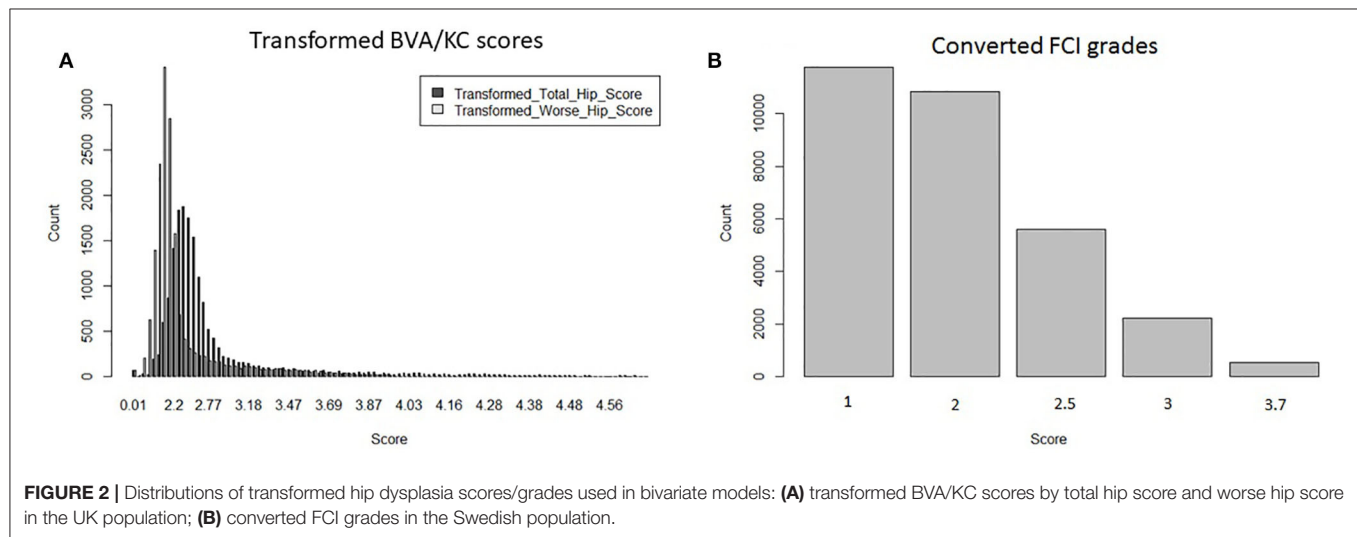 Transformed BVA/KC scores
A
Transformed_Total_Hip_Score
Transformed_Worse_Hip_Score
Count
0
500
1000
1500
2000
2500
3000
0.01 2.2 2.77 3.18 3.47 3.69 3.87 4.03 4.16 4.28 4.38 4.48 4.56
Score
Converted FCI grades
B
Count
0
2000
4000
6000
8000
10000
1 2 2.5 3 3.7
Score
FIGURE 2 | Distributions of transformed hip dysplasia scores/grades used in bivariate models: (A) transformed BVA/KC scores by total hip score and worse hip score
in the UK population; (B) converted FCI grades in the Swedish population.